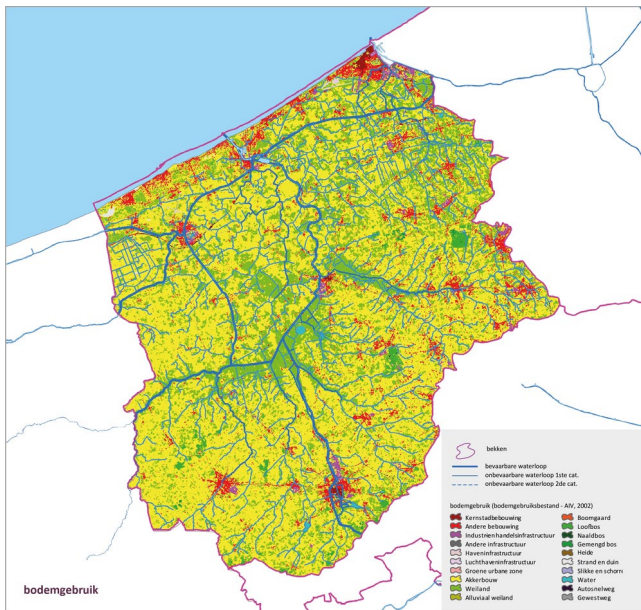 bekken
bevaarbare waterloop
onbevaarbare waterloop 1ste cat.
onbevaarbare waterloop 2de cat.
bodemgebruik (bodemgebruiksbestand - AIV, 2002)
Kernstadbebouwing
Andere bebouwing
Industrieenhandelsinfrastructuur
Andere infrastructuur
Haveninfrastructuur
Luchthaveninfrastructuur
Groene urbane zone
Akkerbouw
Weiland
Alluviaal weiland
Boomgaard
Loofbos
Naaldbos
Gemengd bos
Heide
Strand en duin
Slikke en schorre
Water
Autosnelweg
Gewestweg
bodemgebruik